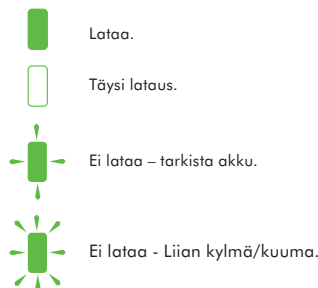 Lataa.
Täysi lataus.
Ei lataa – tarkista akku.
Ei lataa - Liian kylmä/kuuma.